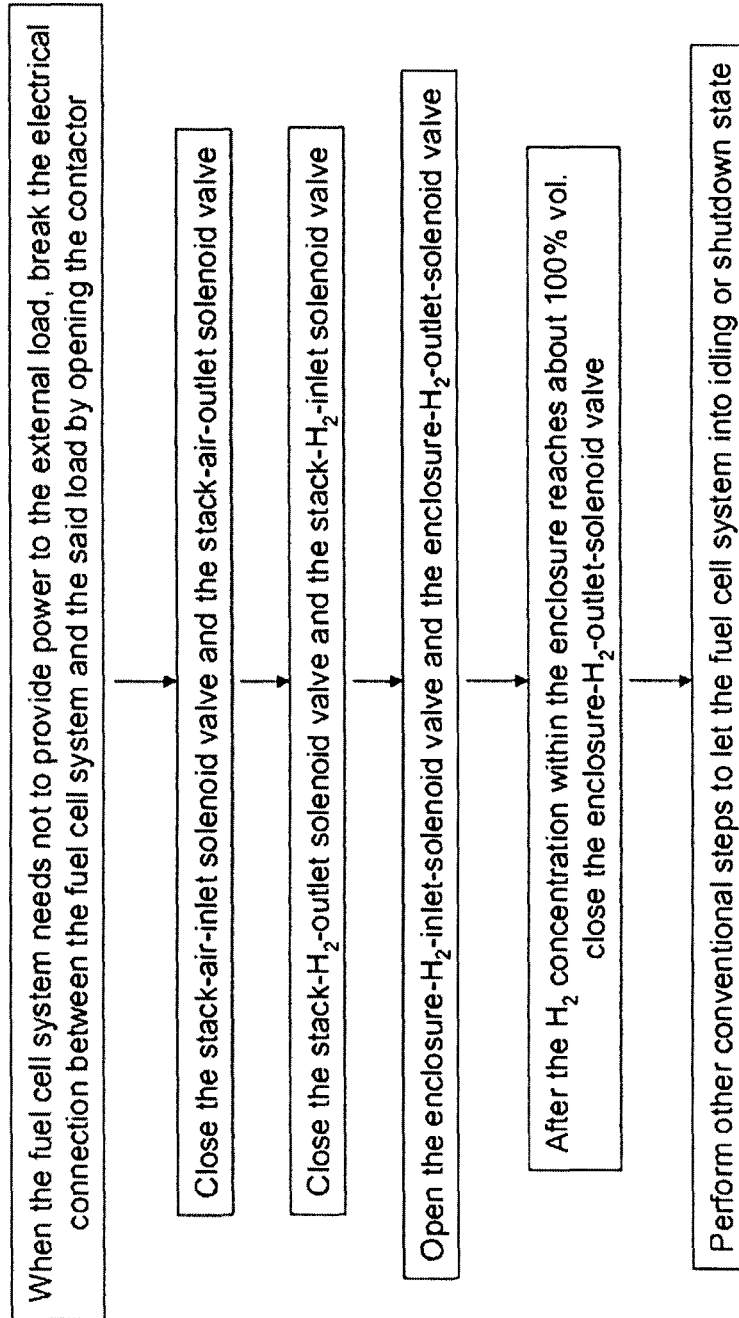 When the fuel cell system needs not to provide power to the external load, break the electrical
connection between the fuel cell system and the said load by opening the contactor
Close the stack-air-inlet solenoid valve and the stack-air-outlet solenoid valve
Close the stack-H₂-outlet solenoid valve and the stack-H₂-inlet solenoid valve
Open the enclosure-H₂-inlet-solenoid valve and the enclosure-H₂-outlet-solenoid valve
After the H₂ concentration within the enclosure reaches about 100% vol.
close the enclosure-H₂-outlet-solenoid valve
Perform other conventional steps to let the fuel cell system into idling or shutdown state